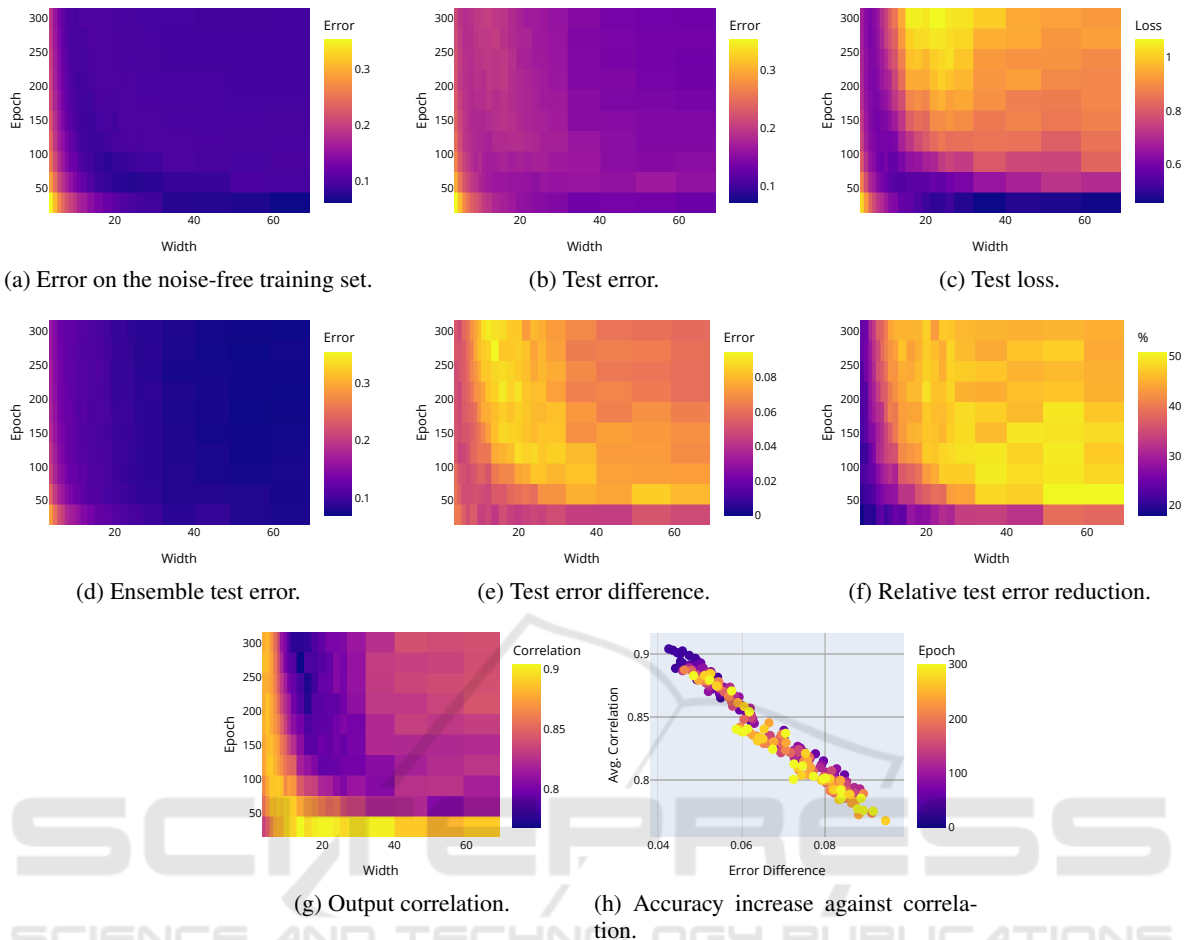 Error
Error
Loss
300
250
200
150
100
50
Epoch
20
40
60
Width
0.3
0.2
0.1
300
250
200
150
100
50
Epoch
20
40
60
Width
0.3
0.2
0.1
300
250
200
150
100
50
Epoch
20
40
60
Width
1
0.8
0.6
(a) Error on the noise-free training set.
(b) Test error.
(c) Test loss.
Error
Error
%
300
250
200
150
100
50
Epoch
20
40
60
Width
0.3
0.2
0.1
300
250
200
150
100
50
Epoch
20
40
60
Width
0.08
0.06
0.04
0.02
0
300
250
200
150
100
50
Epoch
20
40
60
Width
50
40
30
20
(d) Ensemble test error.
(e) Test error difference.
(f) Relative test error reduction.
Correlation
Epoch
300
250
200
150
100
50
Epoch
20
40
60
Width
0.9
0.85
0.8
0.9
0.85
0.8
Avg. Correlation
0.04
0.06
0.08
Error Difference
300
200
100
0
(g) Output correlation.
(h) Accuracy increase against correla-
tion.
SCITEPRESS
SCIENCE AND TECHNOLOGY PUBLICATIONS